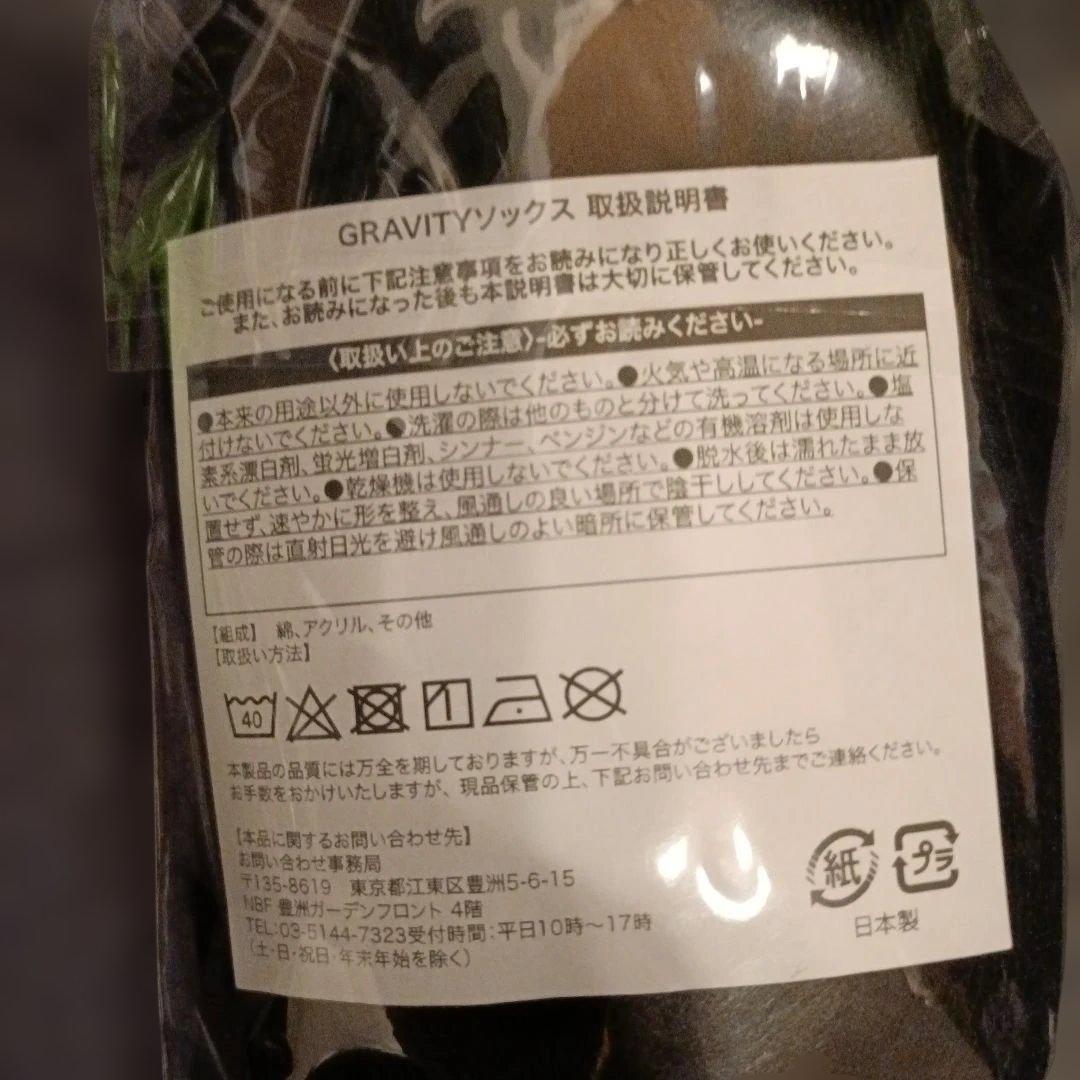 GRAVITYソックス 取扱説明書
ご使用になる前に下記注意事項をお読みになり正しくお使いください。
また、お読みになった後も本説明書は大切に保管してください。
〈取扱い上のご注意〉-必ずお読みください-
●本来の用途以外に使用しないでください。●火気や高温になる場所に近
付けないでください。●洗濯の際は他のものと分けて洗ってください。●塩
素系漂白剤、蛍光増白剤、シンナー、ベンジンなどの有機溶剤は使用しな
いでください。●乾燥機は使用しないでください。●脱水後は濡れたまま放
置せず、速やかに形を整え、風通しの良い場所で陰干ししてください。●保
管の際は直射日光を避け風通しのよい暗所に保管してください。
【組成】 綿、アクリル、その他
【取扱い方法】
40
本製品の品質には万全を期しておりますが、万一不具合がございましたら
お手数をおかけいたしますが、現品保管の上、下記お問い合わせ先までご連絡ください。
【本品に関するお問い合わせ先】
お問い合わせ事務局
〒135-8619 東京都江東区豊洲5-6-15
NBF 豊洲ガーデンフロント 4階
TEL:03-5144-7323受付時間:平日10時～17時
(土・日・祝日・年末年始を除く)
紙 プラ
日本製